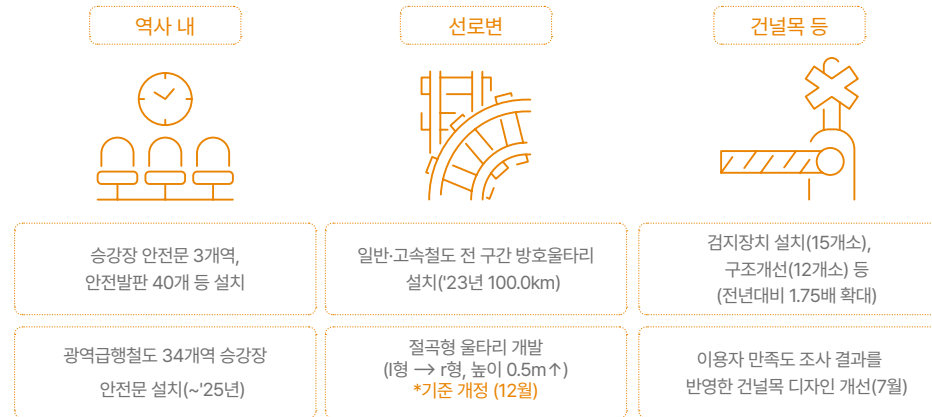 역사 내
선로변
건널목 등
승강장 안전문 3개역,
안전발판 40개 등 설치
일반·고속철도 전 구간 방호울타리
설치('23년 100.0km)
검지장치 설치(15개소),
구조개선(12개소) 등
(전년대비 1.75배 확대)
광역급행철도 34개역 승강장
안전문 설치(~'25년)
절곡형 울타리 개발
(l형 → r형, 높이 0.5m↑)
*기준 개정 (12월)
이용자 만족도 조사 결과를
반영한 건널목 디자인 개선(7월)